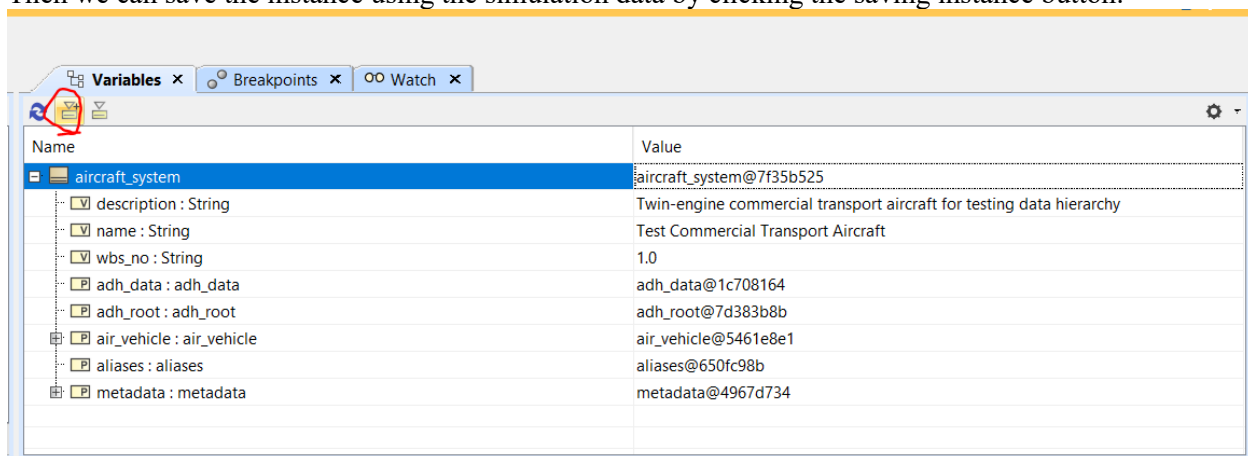 Then we can save the instance using the simulation data by clicking the saving instance button.
Variables Breakpoints Watch
Name Value
aircraft_system aircraft_system@7f35b525
description : String Twin-engine commercial transport aircraft for testing data hierarchy
name : String Test Commercial Transport Aircraft
wbs_no : String 1.0
adh_data : adh_data adh_data@1c708164
adh_root : adh_root adh_root@7d383b8b
air_vehicle : air_vehicle air_vehicle@5461e8e1
aliases : aliases aliases@650fc98b
metadata : metadata metadata@4967d734